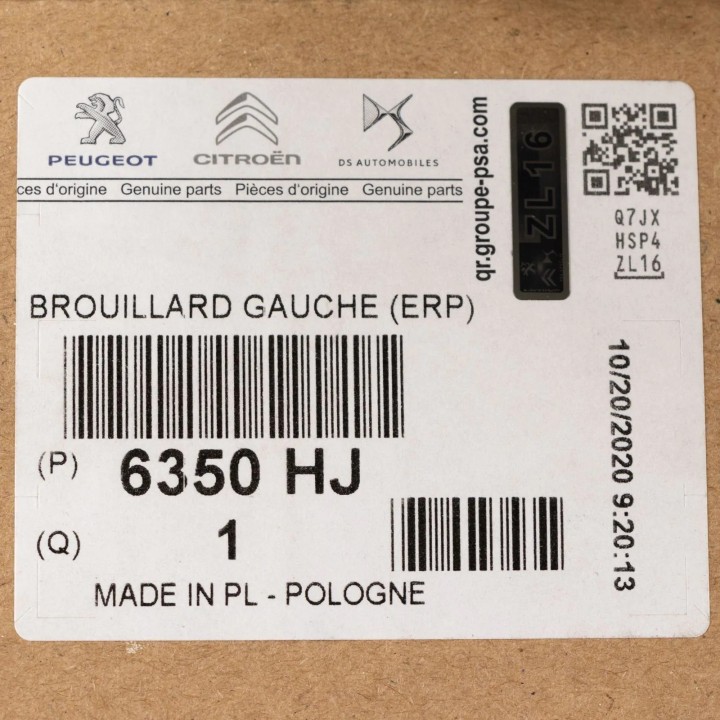 PEUGEOT
CITROËN
DS AUTOMOBILES
ces d'origine Genuine parts Pièces d'origine Genuine parts
qr.groupe-psa.com
ZL16
Q7JX
HSP4
ZL16
BROUILLARD GAUCHE (ERP)
(P) 6350 HJ
(Q) 1
MADE IN PL - POLOGNE
10/20/2020 9:20:13